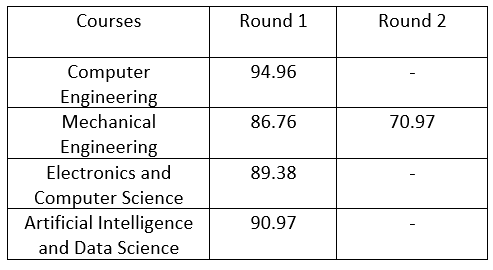 Courses Round 1 Round 2
Computer
Engineering 94.96 -
Mechanical
Engineering 86.76 70.97
Electronics and
Computer Science 89.38 -
Artificial Intelligence
and Data Science 90.97 -